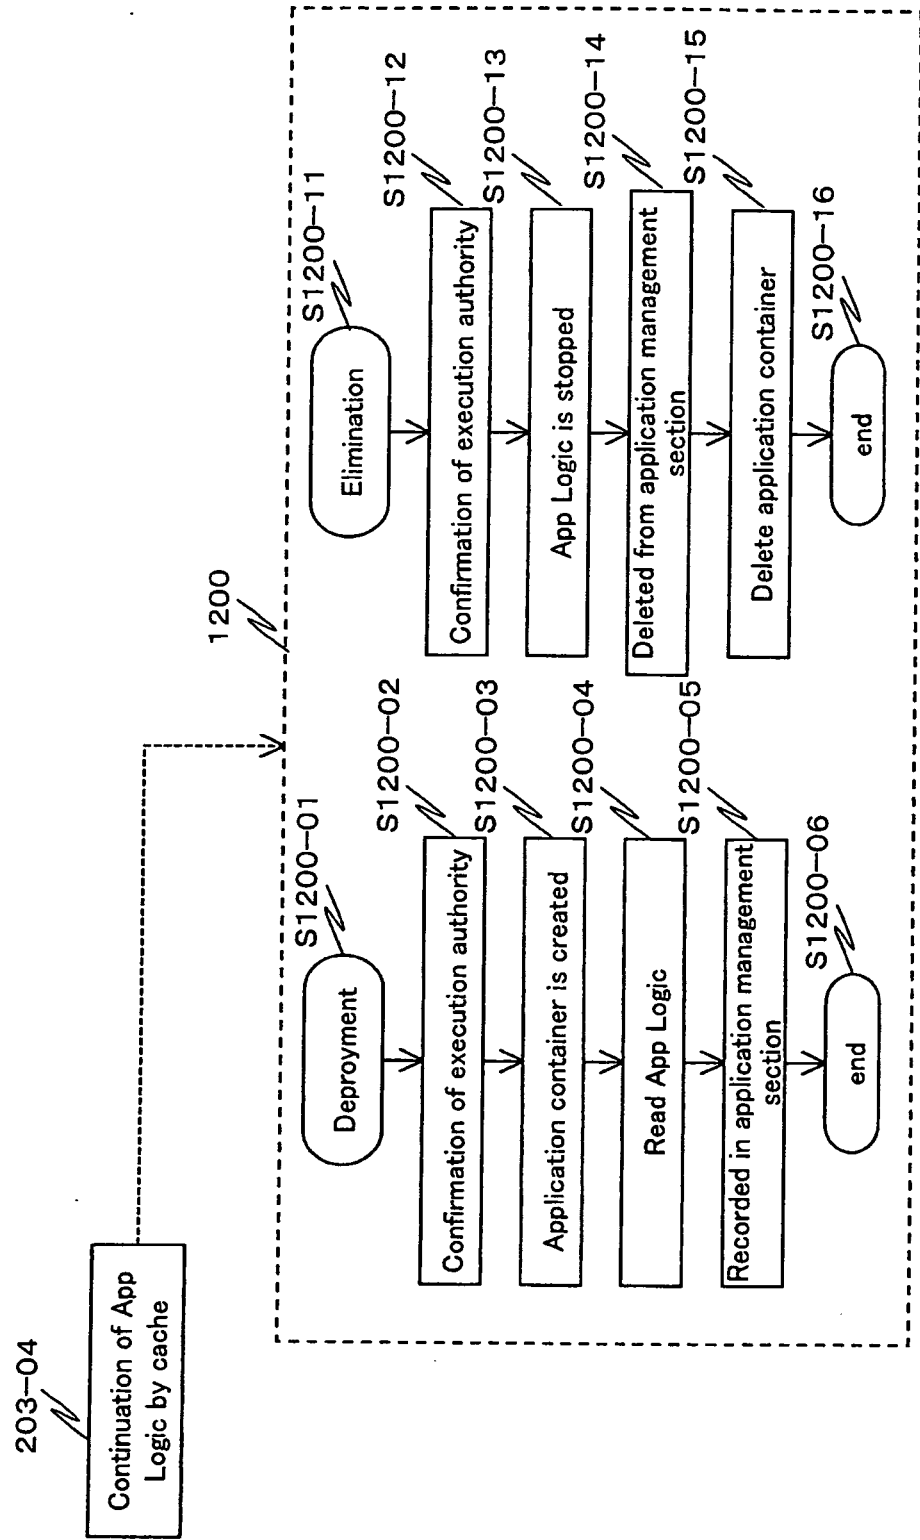 203-04
Continuation of App
Logic by cache
1200
S1200-01
Deproyment
S1200-02
Confirmation of execution authority
S1200-03
Application container is created
S1200-04
Read App Logic
S1200-05
Recorded in application management
section
S1200-06
end
S1200-11
Elimination
S1200-12
Confirmation of execution authority
S1200-13
App Logic is stopped
S1200-14
Deleted from application management
section
S1200-15
Delete application container
S1200-16
end